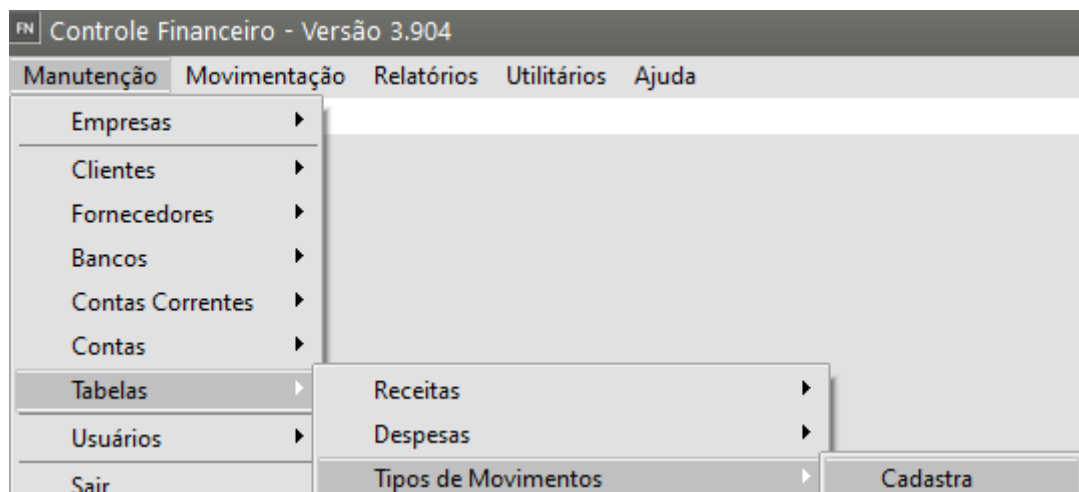 FN Controle Financeiro - Versão 3.904
Manutenção Movimentação Relatórios Utilitários Ajuda
Empresas
Clientes
Fornecedores
Bancos
Contas Correntes
Contas
Tabelas
Receitas
Usuários
Despesas
Sair
Tipos de Movimentos
Cadastra